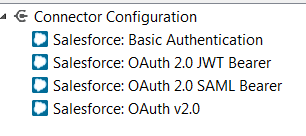 Connector Configuration
Salesforce: Basic Authentication
Salesforce: OAuth 2.0 JWT Bearer
Salesforce: OAuth 2.0 SAML Bearer
Salesforce: OAuth v2.0